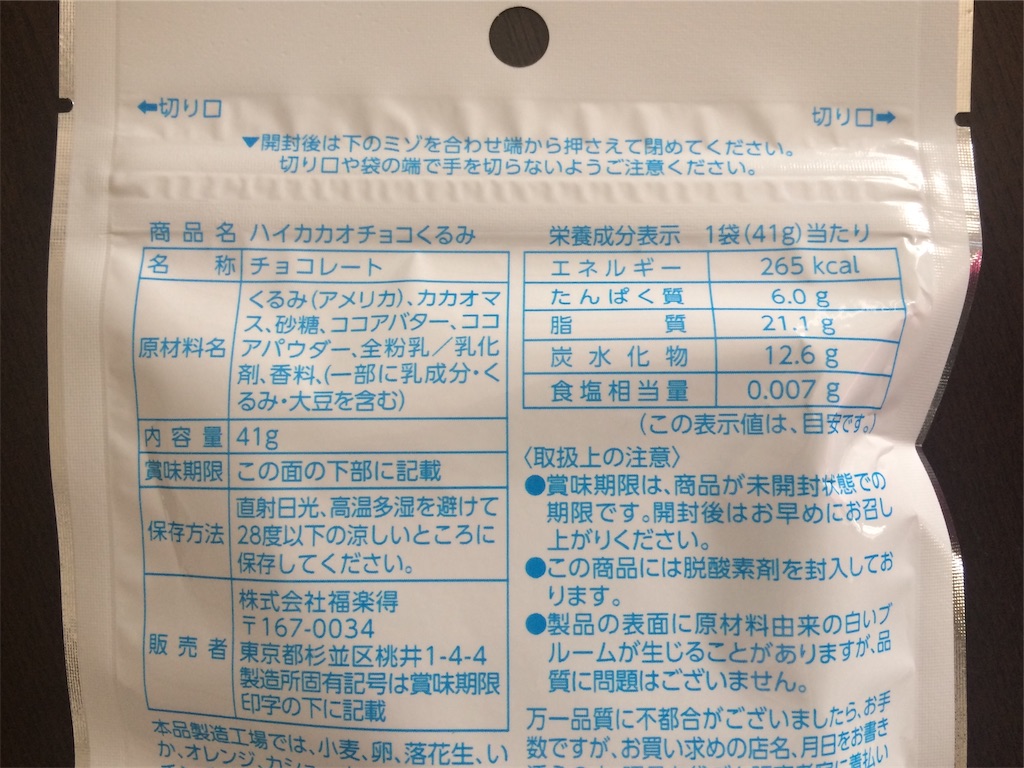 切り口
切り口
▼開封後は下のミゾを合わせ端から押さえて閉めてください。
切り口や袋の端で手を切らないようご注意ください。
商品名 ハイカカオチョコくるみ
名称 チョコレート
原材料名
くるみ(アメリカ)、カカオマ
ス、砂糖、ココアバター、ココ
アパウダー、全粉乳/乳化
剤、香料、(一部に乳成分・く
るみ・大豆を含む)
内容量 41g
賞味期限 この面の下部に記載
保存方法
直射日光、高温多湿を避けて
28度以下の涼しいところに
保存してください。
販売者
株式会社福楽得
〒167-0034
東京都杉並区桃井1-4-4
製造所固有記号は賞味期限
印字の下に記載
本品製造工場では、小麦、卵、落花生、い
か、オレンジ、カシ
栄養成分表示 1袋(41g)当たり
エネルギー 265 kcal
たんぱく質 6.0 g
脂質 21.1 g
炭水化物 12.6 g
食塩相当量 0.007 g
(この表示値は、目安です。)
〈取扱上の注意〉
●賞味期限は、商品が未開封状態での
期限です。開封後はお早めにお召し
上がりください。
●この商品には脱酸素剤を封入してお
ります。
●製品の表面に原材料由来の白いブ
ルームが生じることがありますが、品
質に問題はございません。
万一品質に不都合がございましたら、お手
数ですが、お買い求めの店名、月日をお書き